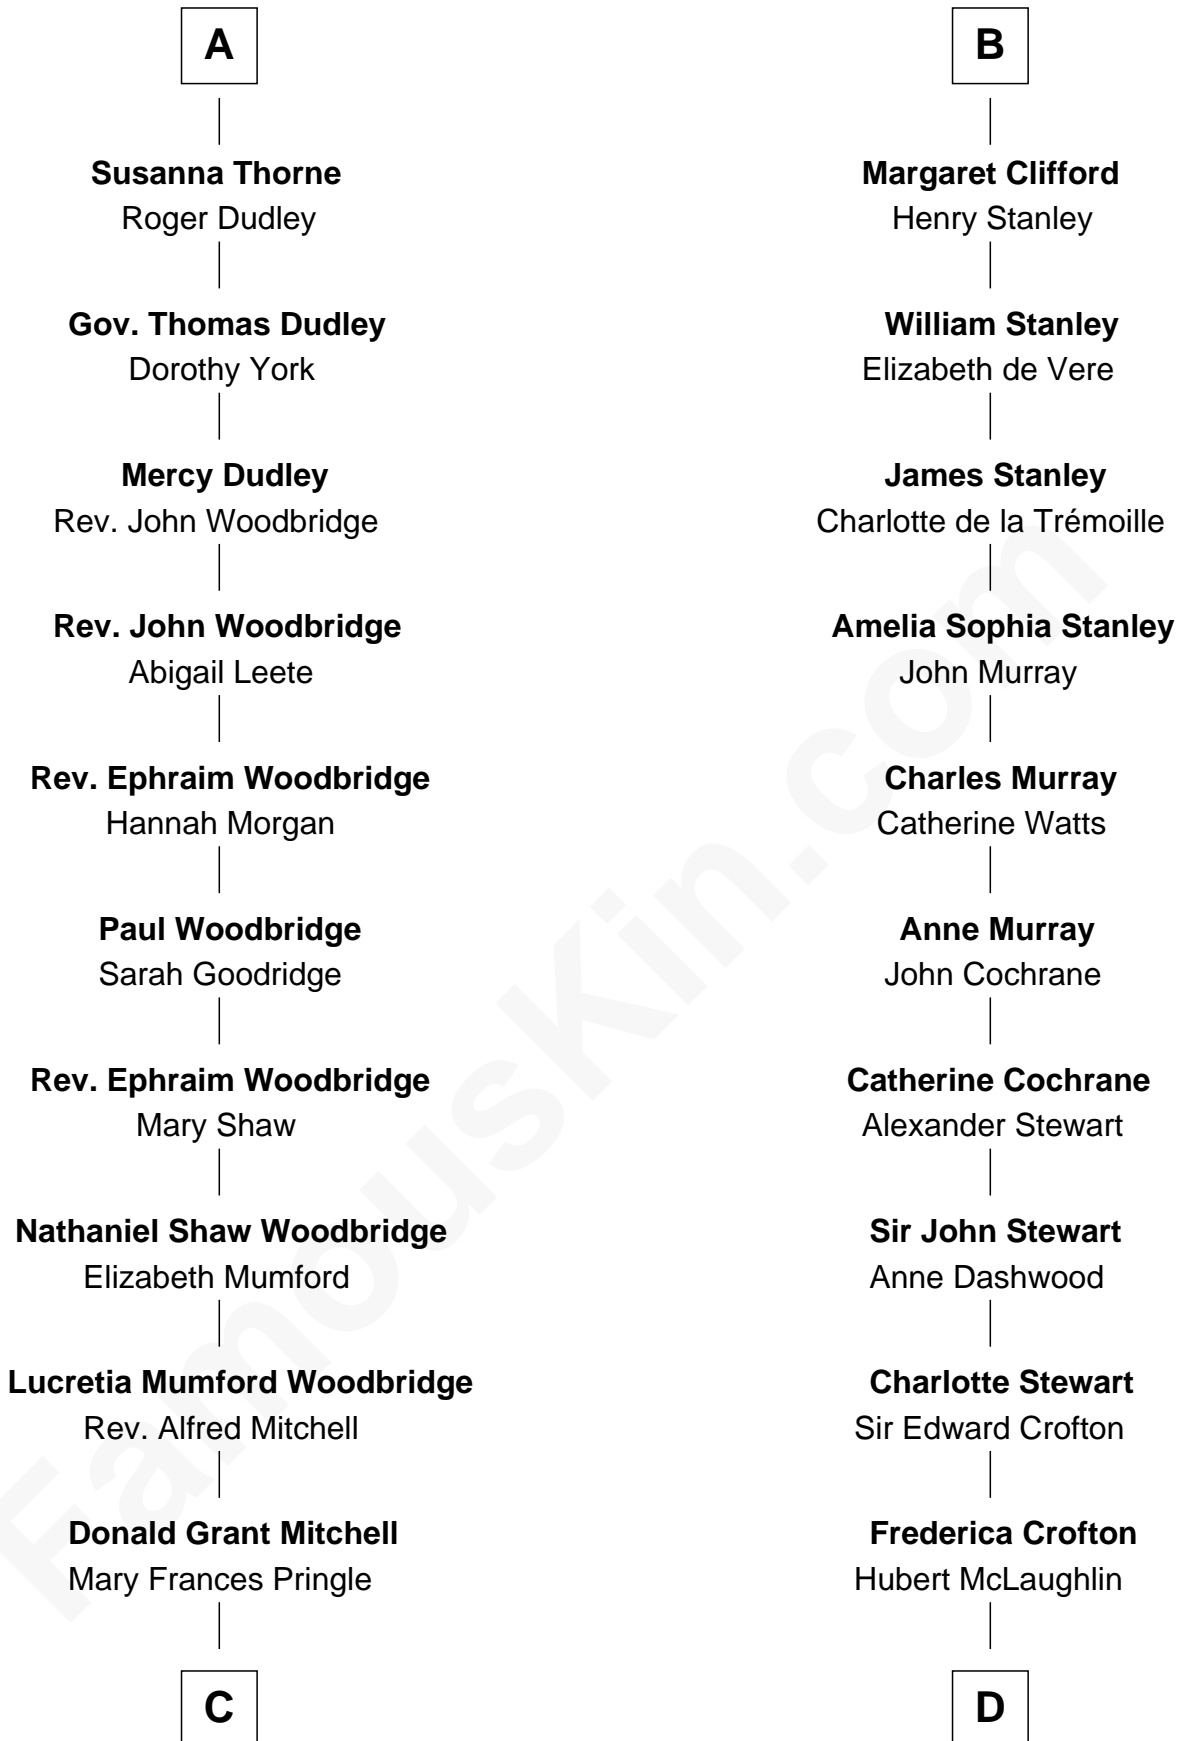 A
Susanna Thorne
Roger Dudley
Gov. Thomas Dudley
Dorothy York
Mercy Dudley
Rev. John Woodbridge
Rev. John Woodbridge
Abigail Leete
Rev. Ephraim Woodbridge
Hannah Morgan
Paul Woodbridge
Sarah Goodridge
Rev. Ephraim Woodbridge
Mary Shaw
Nathaniel Shaw Woodbridge
Elizabeth Mumford
Lucretia Mumford Woodbridge
Rev. Alfred Mitchell
Donald Grant Mitchell
Mary Frances Pringle
C
B
Margaret Clifford
Henry Stanley
William Stanley
Elizabeth de Vere
James Stanley
Charlotte de la Trémoille
Amelia Sophia Stanley
John Murray
Charles Murray
Catherine Watts
Anne Murray
John Cochrane
Catherine Cochrane
Alexander Stewart
Sir John Stewart
Anne Dashwood
Charlotte Stewart
Sir Edward Crofton
Frederica Crofton
Hubert McLaughlin
D
FamousKin.com